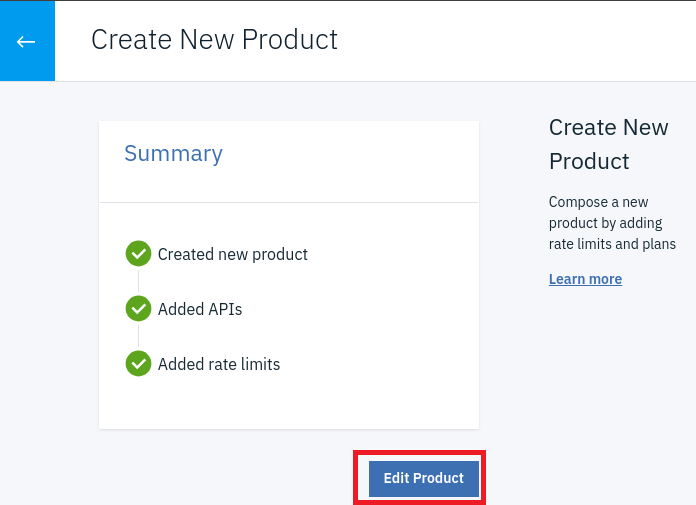 Create New Product
Summary
Created new product
Added APIs
Added rate limits
Edit Product
Create New
Product
Compose a new
product by adding
rate limits and plans
Learn more